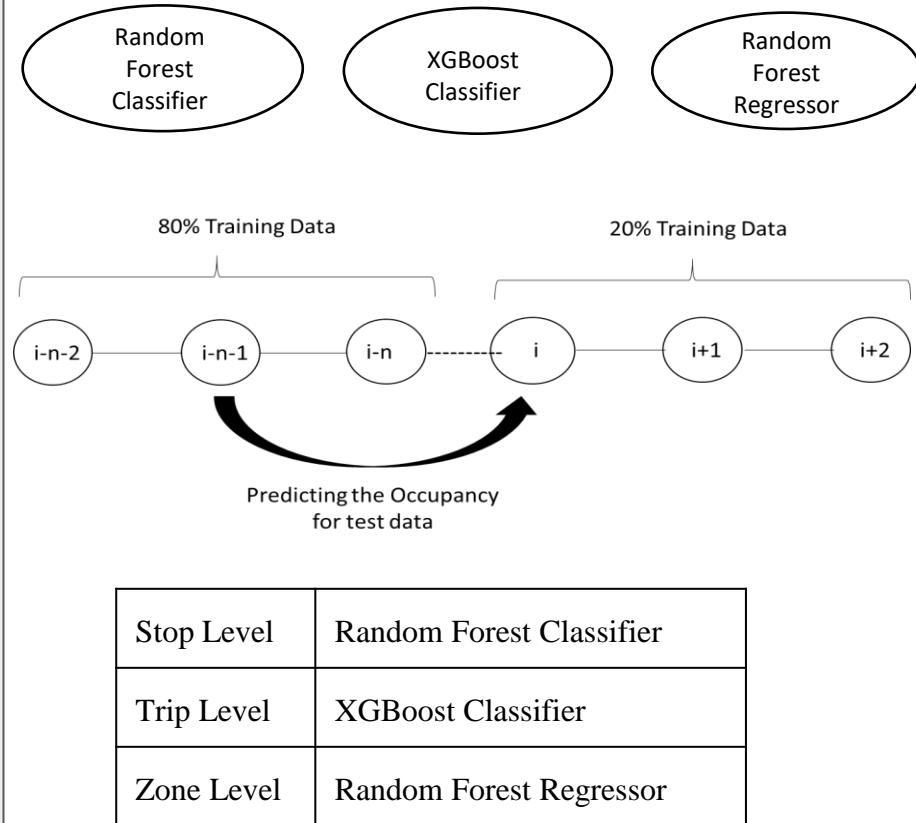 Random
Forest
Classifier
XGBoost
Classifier
Random
Forest
Regressor
80% Training Data
20% Training Data
i-n-2
i-n-1
i-n
i
i+1
i+2
Predicting the Occupancy
for test data
Stop Level Random Forest Classifier
Trip Level XGBoost Classifier
Zone Level Random Forest Regressor